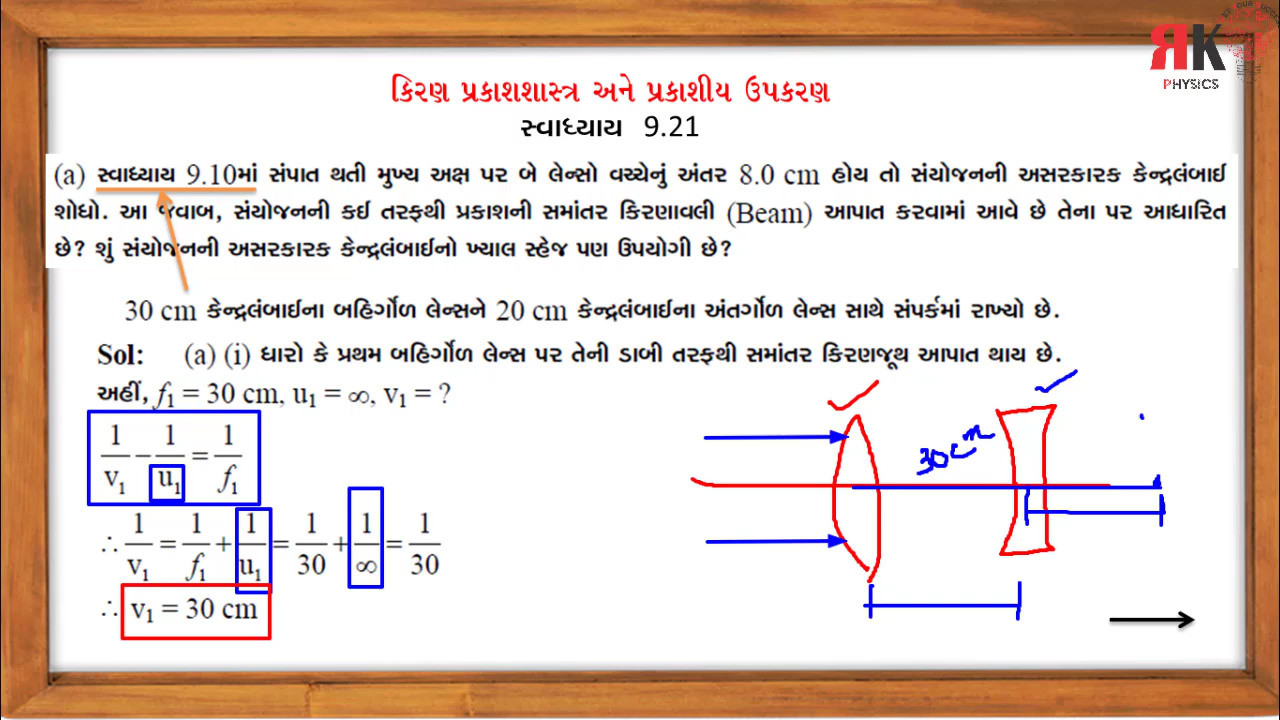 ЯK
PHYSICS
કિરણ પ્રકાશશાસ્ત્ર અને પ્રકાશીય ઉપકરણ
સ્વાધ્યાય 9.21
(a) સ્વાધ્યાય 9.10માં સંપાત થતી મુખ્ય અક્ષ પર બે લેન્સો વચ્ચેનું અંતર 8.0 cm હોય તો સંયોજનની અસરકારક કેન્દ્રલંબાઈ
શોધો. આ જવાબ, સંયોજનની કઈ તરફથી પ્રકાશની સમાંતર કિરણાવલી (Beam) આપાત કરવામાં આવે છે તેના પર આધારિત
છે? શું સંયોજનની અસરકારક કેન્દ્રલંબાઈનો ખ્યાલ સ્હેજ પણ ઉપયોગી છે?
30 cm કેન્દ્રલંબાઈના બહિર્ગોળ લેન્સને 20 cm કેન્દ્રલંબાઈના અંતર્ગોળ લેન્સ સાથે સંપર્કમાં રાખ્યો છે.
Sol: (a) (i) ધારો કે પ્રથમ બહિર્ગોળ લેન્સ પર તેની ડાબી તરફથી સમાંતર કિરણજૂથ આપાત થાય છે.
અહીં, f₁ = 30 cm, u₁ = ∞, v₁ = ?
1/v₁ − 1/u₁ = 1/f₁
∴ 1/v₁ = 1/f₁ + 1/u₁ = 1/30 + 1/∞ = 1/30
∴ v₁ = 30 cm
30 cm